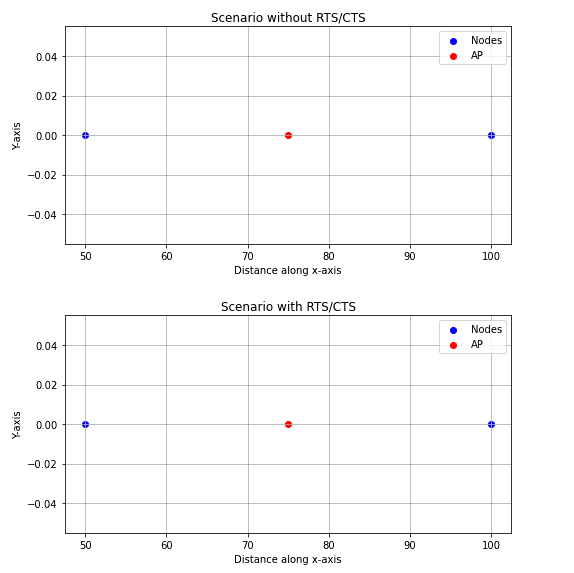 Scenario without RTS/CTS
Nodes
AP
0.04
0.02
0.00
−0.02
−0.04
Y-axis
50 60 70 80 90 100
Distance along x-axis
Scenario with RTS/CTS
Nodes
AP
0.04
0.02
0.00
−0.02
−0.04
Y-axis
50 60 70 80 90 100
Distance along x-axis